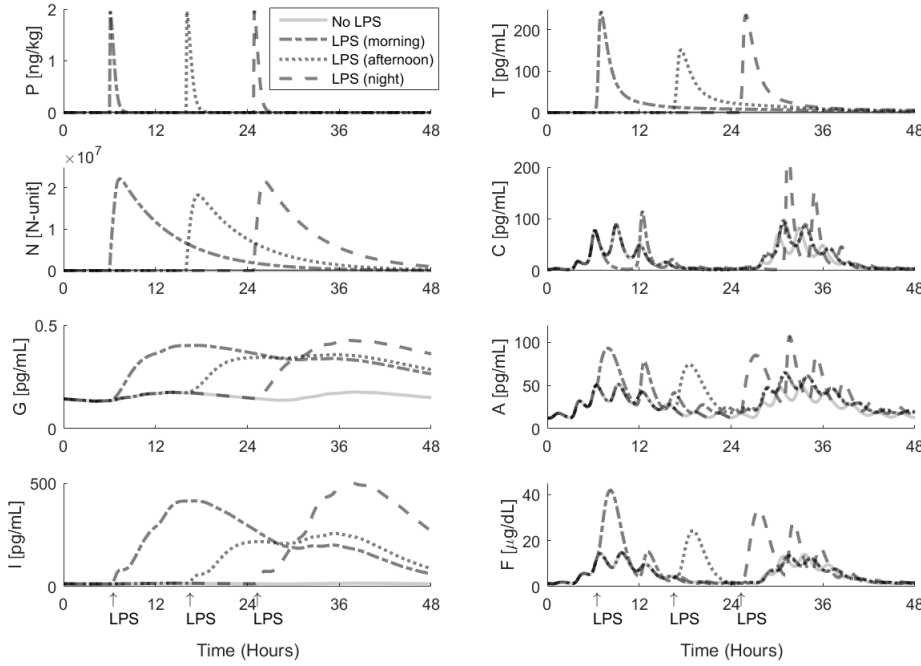 No LPS
LPS (morning)
LPS (afternoon)
LPS (night)
P [ng/kg]
2
1
0
0 12 24 36 48
T [pg/mL]
200
100
0
0 12 24 36 48
×10⁷
N [N-unit]
2
1
0
0 12 24 36 48
C [pg/mL]
200
100
0
0 12 24 36 48
G [pg/mL]
0.5
0
0 12 24 36 48
A [pg/mL]
100
50
0
0 12 24 36 48
I [pg/mL]
500
0
0 12 24 36 48
↑ ↑ ↑
LPS LPS LPS
Time (Hours)
F [μg/dL]
40
20
0
0 12 24 36 48
↑ ↑ ↑
LPS LPS LPS
Time (Hours)